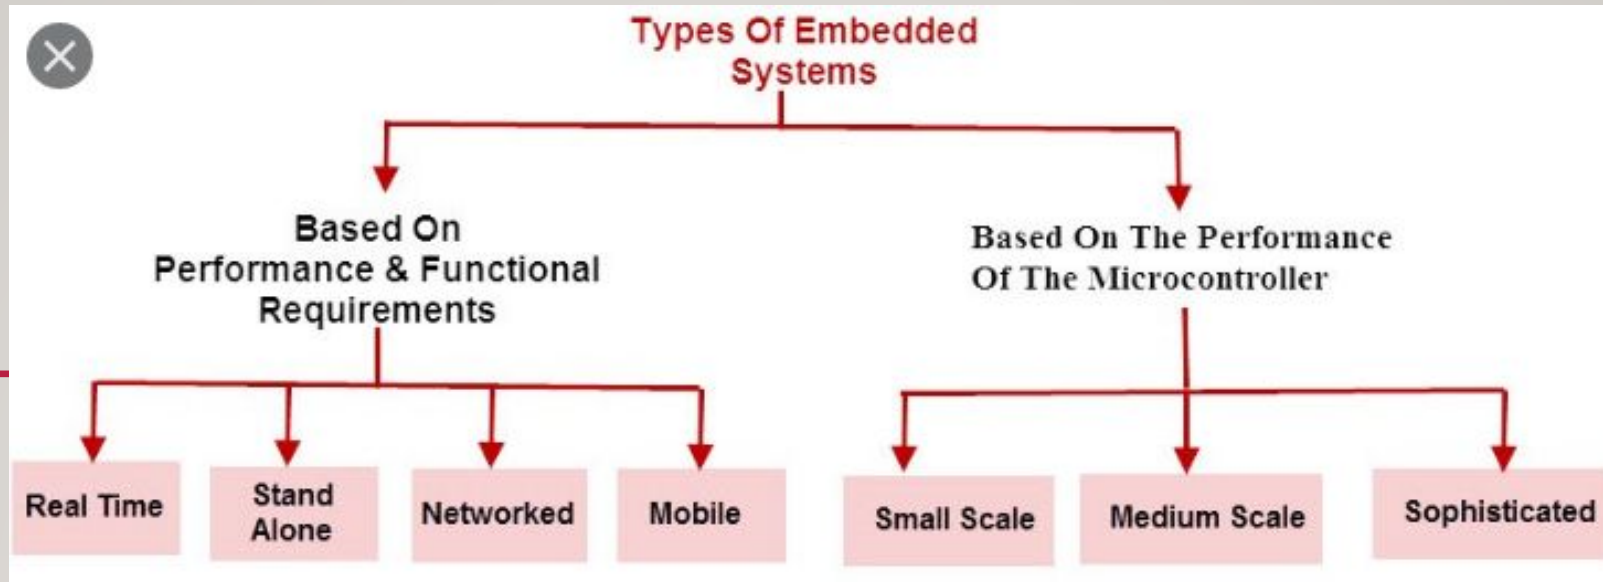 Types Of Embedded
Systems
Based On
Performance & Functional
Requirements
Based On The Performance
Of The Microcontroller
Real Time
Stand
Alone
Networked
Mobile
Small Scale
Medium Scale
Sophisticated